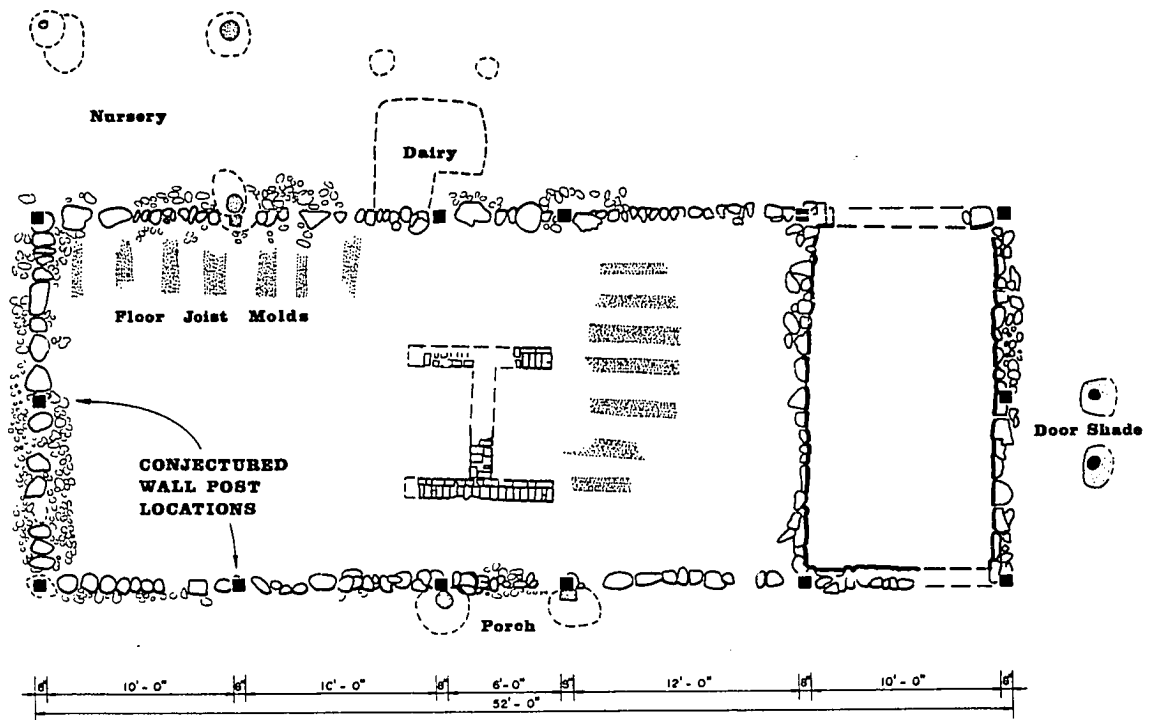 Nursery
Dairy
Floor Joist Molds
Door Shade
CONJECTURED
WALL POST
LOCATIONS
Porch
8" 10'-0" 8" 10'-0" 8" 6'-0" 8" 12'-0" 8" 10'-0" 8"
52'-0"